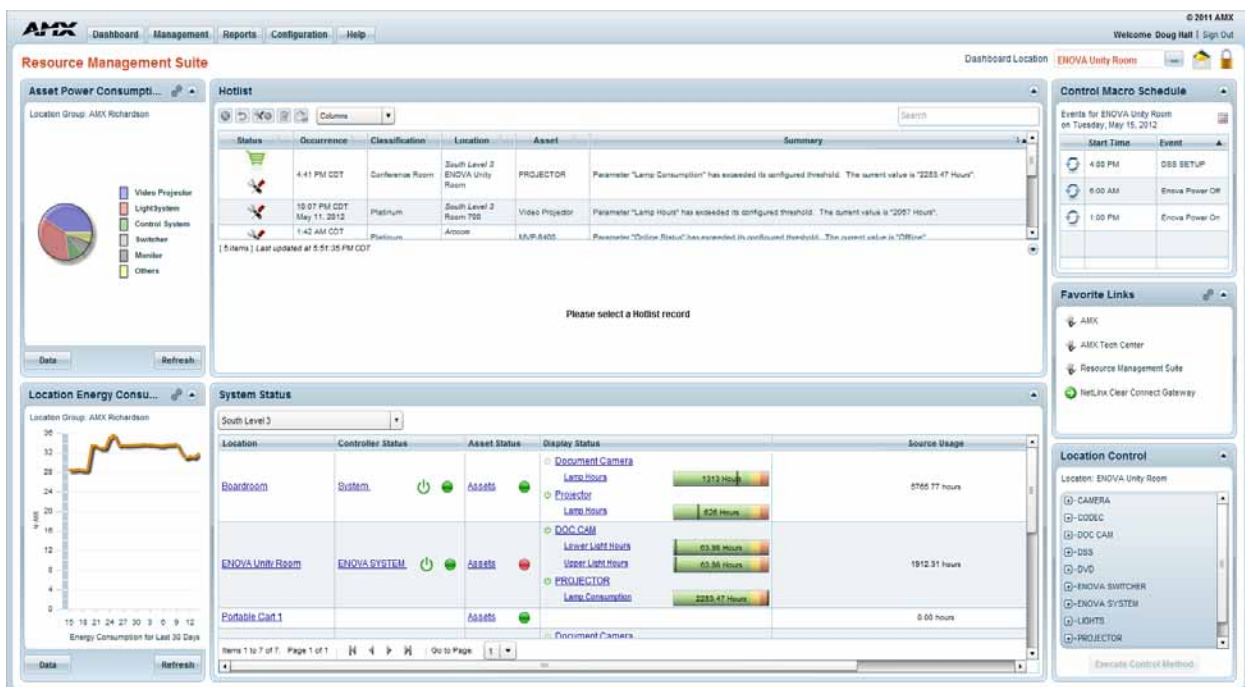 © 2011 AMX
AMX Dashboard Management Reports Configuration Help
Welcome Doug Hall | Sign Out
Resource Management Suite
Dashboard Location ENOVA Unity Room
Asset Power Consumpti...
Location Group: AMX Richardson
Video Projector
LightSystem
Control System
Switcher
Monitor
Others
Data Refresh
Hotlist
Columns
Search
Status Occurrence Classification Location Asset Summary
4:41 PM CDT Conference Room South Level 3 ENOVA Unity Room PROJECTOR Parameter "Lamp Consumption" has exceeded its configured threshold. The current value is "2283.47 Hours".
10:07 PM CDT May 11, 2012 Platinum South Level 3 Room 700 Video Projector Parameter "Lamp Hours" has exceeded its configured threshold. The current value is "2057 Hours".
1:42 AM CDT Platinum MVP-8400 Parameter "Online Status" has exceeded its configured threshold. The current value is "Offline".
[ 5 items ] Last updated at 5:51:35 PM CDT
Please select a Hotlist record
Control Macro Schedule
Events for ENOVA Unity Room
on Tuesday, May 15, 2012
Start Time Event
4:00 PM DSS SETUP
6:00 AM Enova Power Off
1:00 PM Enova Power On
Favorite Links
AMX
AMX Tech Center
Resource Management Suite
NetLinx Clear Connect Gateway
Location Energy Consu...
Location Group: AMX Richardson
36
32
28
24
20
16
12
8
4
0
15 18 21 24 27 30 3 6 9 12
Energy Consumption for Last 30 Days
Data Refresh
System Status
South Level 3
Location Controller Status Asset Status Display Status Source Usage
Boardroom System Assets
Document Camera
Lamp Hours 1313 Hours
Projector
Lamp Hours 626 Hours
5765.77 hours
ENOVA Unity Room ENOVA SYSTEM Assets
DOC CAM
Lower Light Hours 63.86 Hours
Upper Light Hours 63.86 Hours
PROJECTOR
Lamp Consumption 2283.47 Hours
1912.31 hours
Portable Cart 1 Assets 0.00 hours
Document Camera
Items 1 to 7 of 7. Page 1 of 1 Go to Page: 1
Location Control
Location: ENOVA Unity Room
CAMERA
CODEC
DOC CAM
DSS
DVD
ENOVA SWITCHER
ENOVA SYSTEM
LIGHTS
PROJECTOR
Execute Control Method